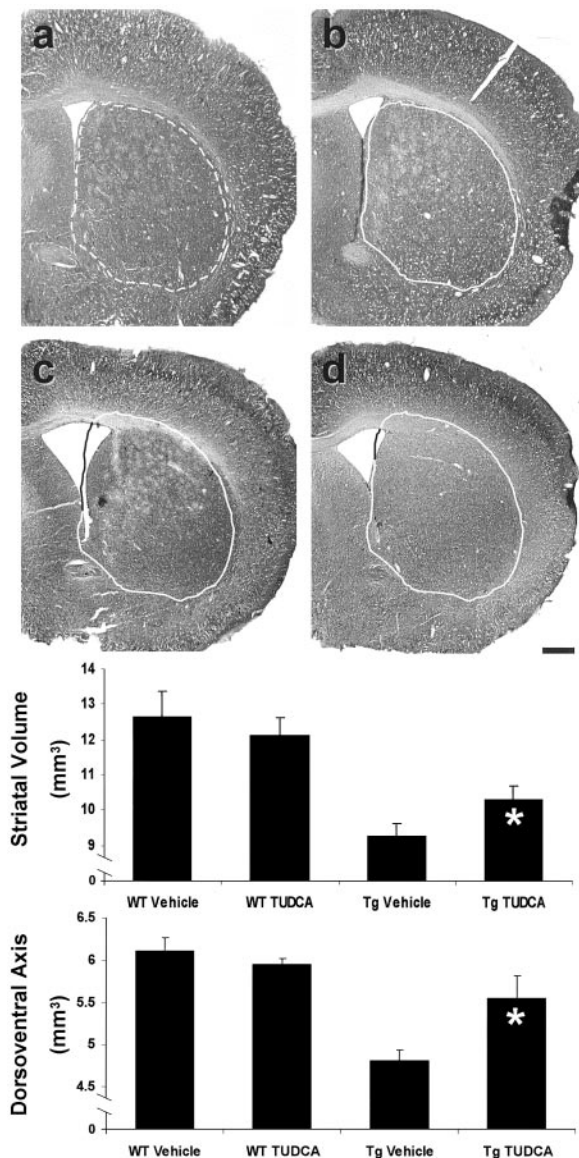 a
b
c
d
Striatal Volume
(mm³)
14
13
12
11
10
9
0
WT Vehicle
WT TUDCA
Tg Vehicle
Tg TUDCA
*
Dorsoventral Axis
(mm³)
6.5
6
5.5
5
4.5
0
WT Vehicle
WT TUDCA
Tg Vehicle
Tg TUDCA
*